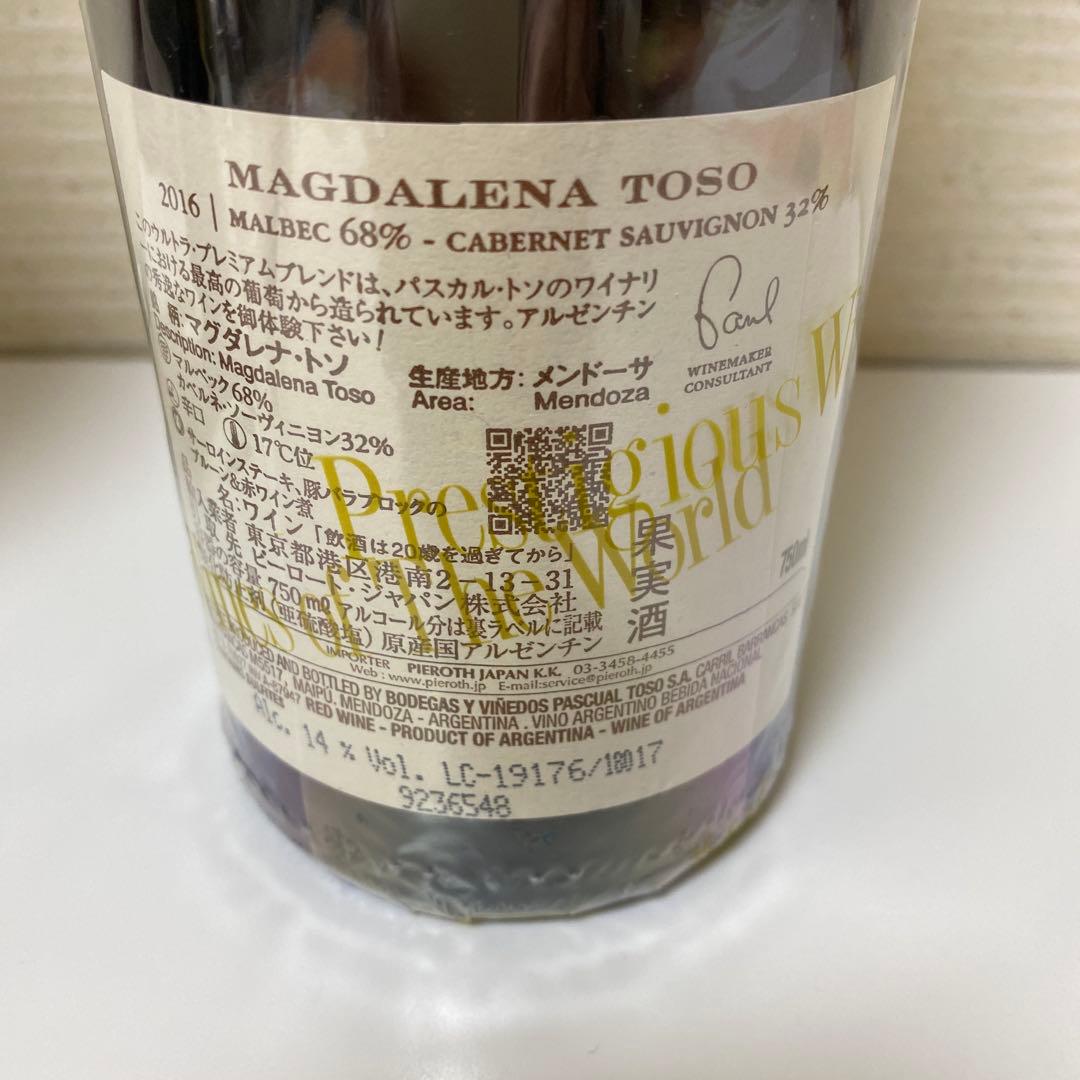 MAGDALENA TOSO
2016 | MALBEC 68% - CABERNET SAUVIGNON 32%
このウルトラ・プレミアムブレンドは、パスカル・トソのワイナリ
ーにおける最高の葡萄から造られています。アルゼンチン
の秀逸なワインを御体験下さい!
銘 柄:マグダレナ・トソ
Description: Magdalena Toso
生産地方: メンドーサ
Area: Mendoza
Paul
WINEMAKER
CONSULTANT
マルベック68%
カベルネ・ソーヴィニヨン32%
辛口 17℃位
サーロインステーキ、豚バラブロックの
プルーン&赤ワイン煮
名:ワイン「飲酒は20歳を過ぎてから」
東京都港区港南2-13-31
ピーロート・ジャパン株式会社
容量 750mℓ アルコール分は裏ラベルに記載
(亜硫酸塩) 原産国アルゼンチン
果実酒
Prestigious
of The World
750ml
IMPORTER PIEROTH JAPAN K.K. 03-3458-4455
Web : www.pieroth.jp E-mail:service@pieroth.jp
AND BOTTLED BY BODEGAS Y VIÑEDOS PASCUAL TOSO S.A. CARRIL BARRANCAS
M5517, MAIPÚ, MENDOZA - ARGENTINA . VINO ARGENTINO BEBIDA NACIONAL
RED WINE - PRODUCT OF ARGENTINA - WINE OF ARGENTINA
Alc. 14 % Vol. LC-19176/
9236548